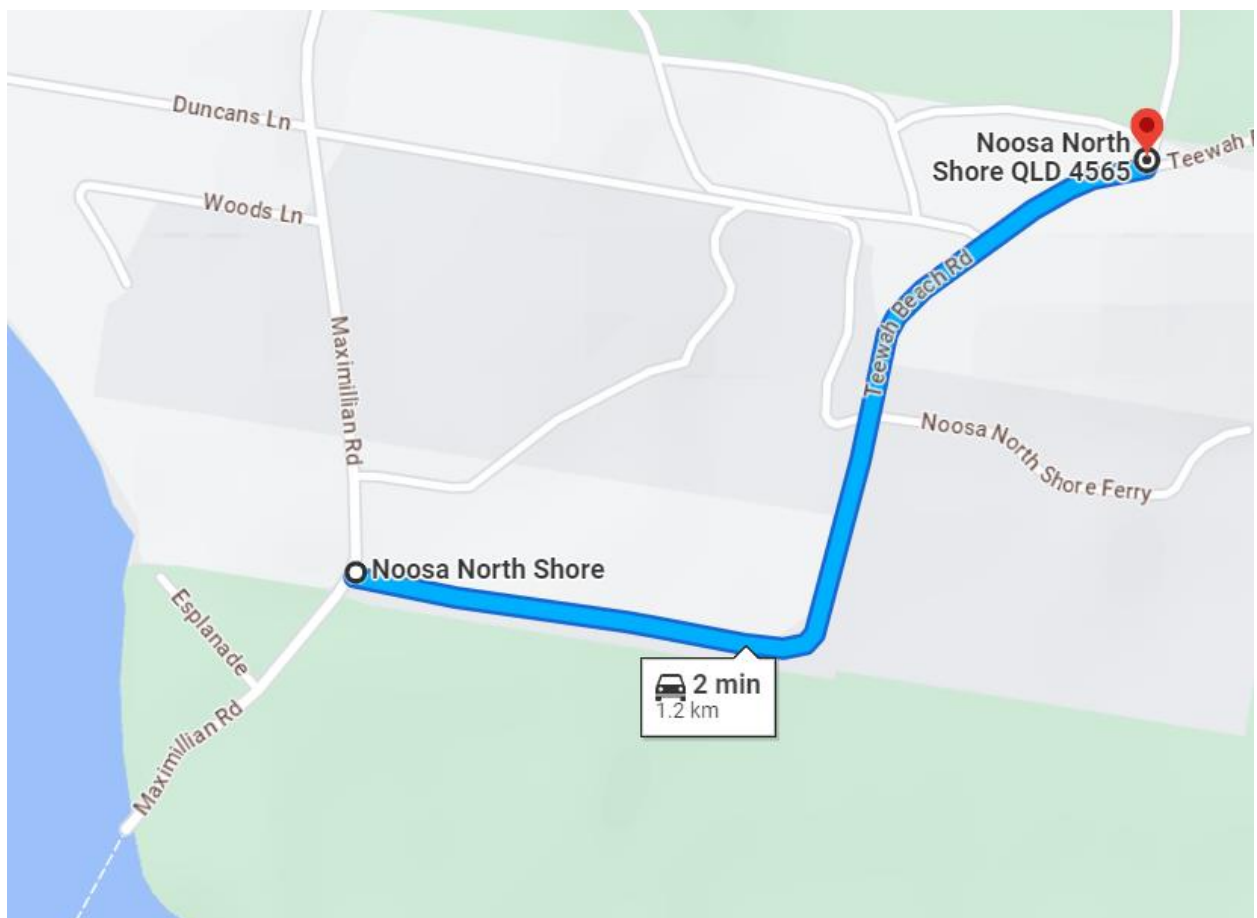 Duncans Ln
Noosa North
Shore QLD 4565
Teewah B
Woods Ln
Teewah Beach Rd
Maximillian Rd
Noosa North Shore Ferry
Noosa North Shore
Esplanade
2 min
1.2 km
Maximillian Rd